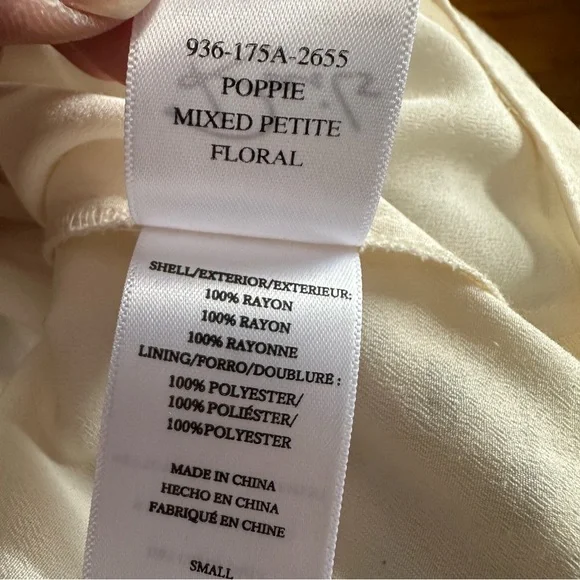 936-175A-2655
POPPIE
MIXED PETITE
FLORAL
SHELL/EXTERIOR/EXTERIEUR:
100% RAYON
100% RAYON
100% RAYONNE
LINING/FORRO/DOUBLURE :
100% POLYESTER/
100% POLIÉSTER/
100%POLYESTER
MADE IN CHINA
HECHO EN CHINA
FABRIQUÉ EN CHINE
SMALL